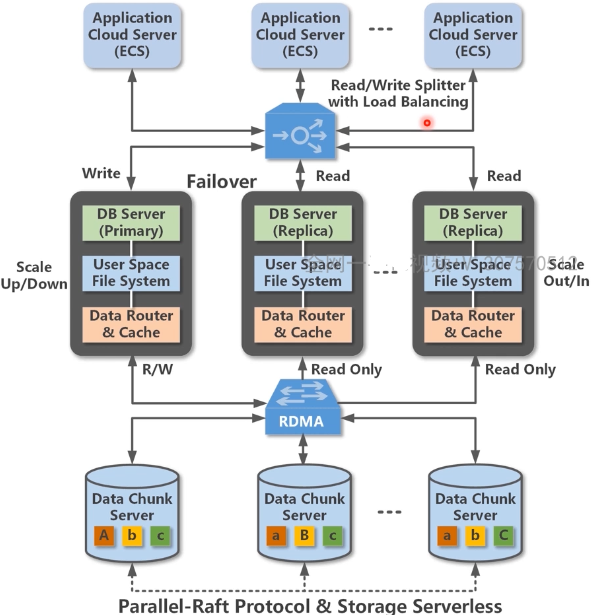 Application
Cloud Server
(ECS)
Application
Cloud Server
(ECS)
Application
Cloud Server
(ECS)
Read/Write Splitter
with Load Balancing
Write
Failover
Read
Read
DB Server
(Primary)
DB Server
(Replica)
DB Server
(Replica)
Scale
Up/Down
User Space
File System
User Space
File System
User Space
File System
Scale
Out/In
Data Router
& Cache
Data Router
& Cache
Data Router
& Cache
R/W
Read Only
Read Only
RDMA
Data Chunk
Server
A b c
Data Chunk
Server
a B c
Data Chunk
Server
a b C
Parallel-Raft Protocol & Storage Serverless